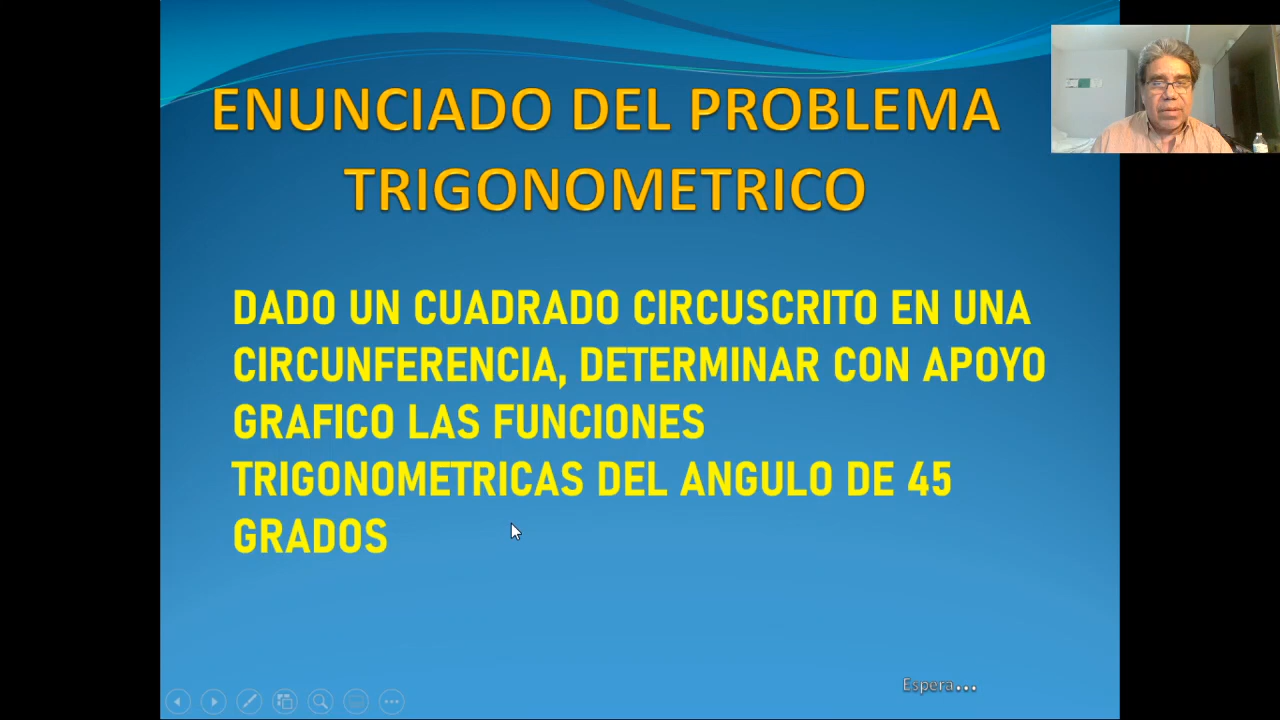 ENUNCIADO DEL PROBLEMA
TRIGONOMETRICO
DADO UN CUADRADO CIRCUSCRITO EN UNA
CIRCUNFERENCIA, DETERMINAR CON APOYO
GRAFICO LAS FUNCIONES
TRIGONOMETRICAS DEL ANGULO DE 45
GRADOS
Espera...